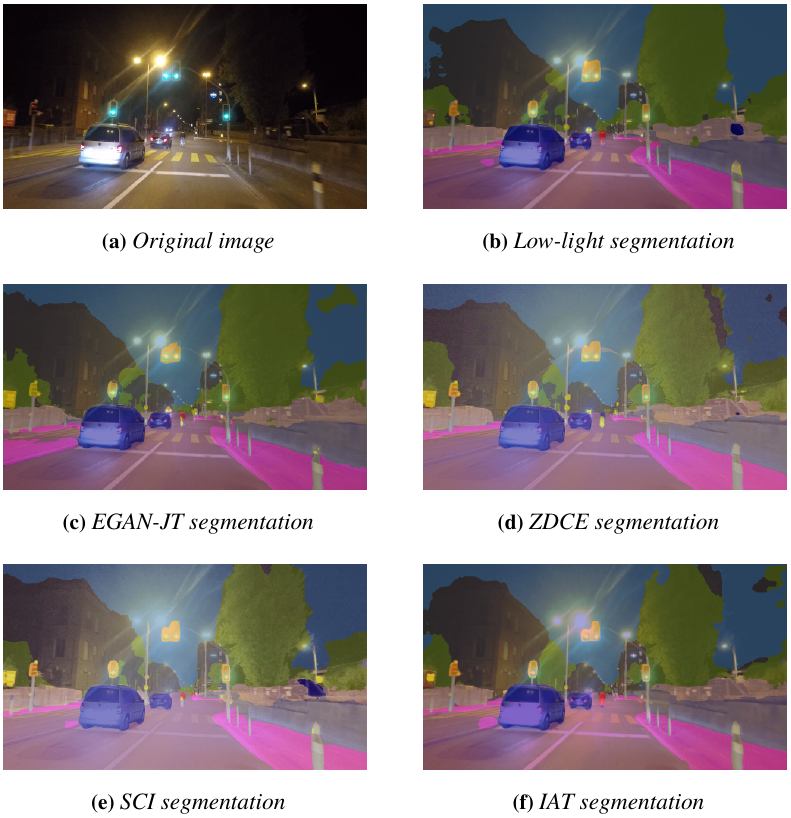 (a) Original image
(b) Low-light segmentation
(c) EGAN-JT segmentation
(d) ZDCE segmentation
(e) SCI segmentation
(f) IAT segmentation